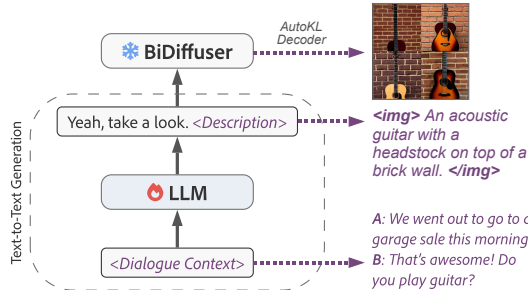 AutoKL
Decoder
BiDiffuser
Yeah, take a look. <Description>
<img> An acoustic
guitar with a
headstock on top of a
brick wall. </img>
Text-to-Text Generation
LLM
<Dialogue Context>
A: We went out to go to
garage sale this morning
B: That's awesome! Do
you play guitar?